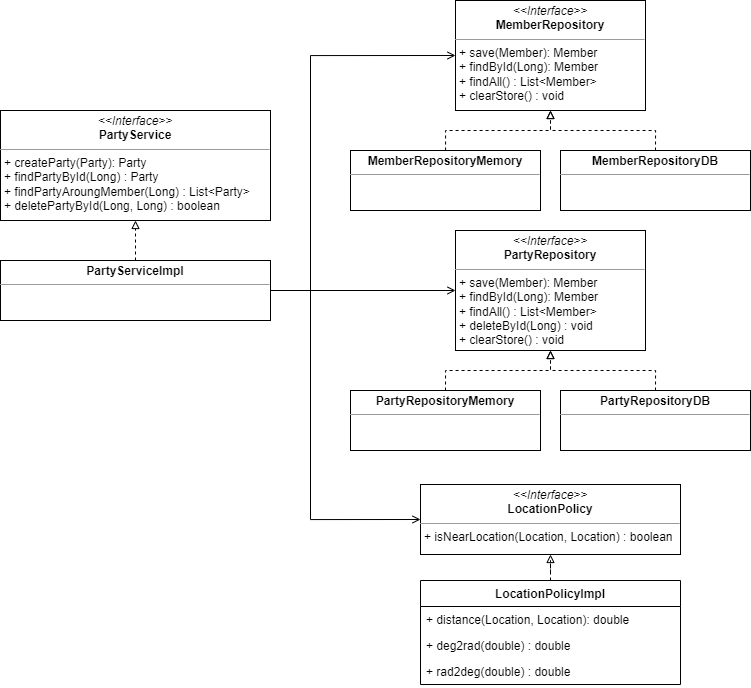 <<Interface>>
MemberRepository
+ save(Member): Member
+ findById(Long): Member
+ findAll() : List<Member>
+ clearStore() : void
MemberRepositoryMemory
MemberRepositoryDB
<<Interface>>
PartyService
+ createParty(Party): Party
+ findPartyById(Long) : Party
+ findPartyAroungMember(Long) : List<Party>
+ deletePartyById(Long, Long) : boolean
PartyServiceImpl
<<Interface>>
PartyRepository
+ save(Member): Member
+ findById(Long): Member
+ findAll() : List<Member>
+ deleteById(Long) : void
+ clearStore() : void
PartyRepositoryMemory
PartyRepositoryDB
<<Interface>>
LocationPolicy
+ isNearLocation(Location, Location) : boolean
LocationPolicyImpl
+ distance(Location, Location): double
+ deg2rad(double) : double
+ rad2deg(double) : double